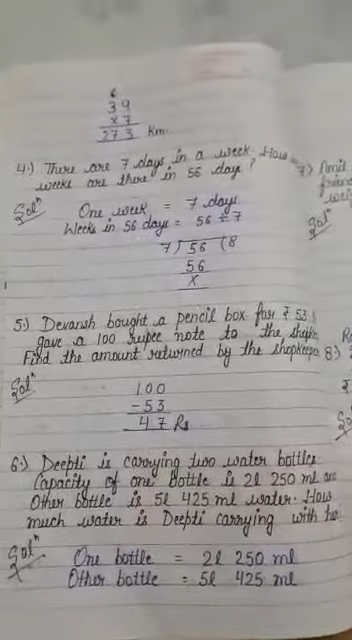 6
39
x 7
273 Km
4.) There are 7 days in a week. How
weeks are there in 56 days?
Solⁿ
One week = 7 days
Weeks in 56 days = 56 ÷ 7
7) 56 (8
56
x
5.) Devansh bought a pencil box for ₹ 53
gave a 100 rupee note to the
Find the amount returned by the shopkeeper
Solⁿ
100
-53
47 Rs
6.) Deepti is carrying two water bottles.
Capacity of one bottle is 2l 250 ml
Other bottle is 5l 425 ml water. How
much water is Deepti carrying with
Solⁿ
One bottle = 2l 250 ml
Other bottle = 5l 425 ml
7)
Solⁿ
8)